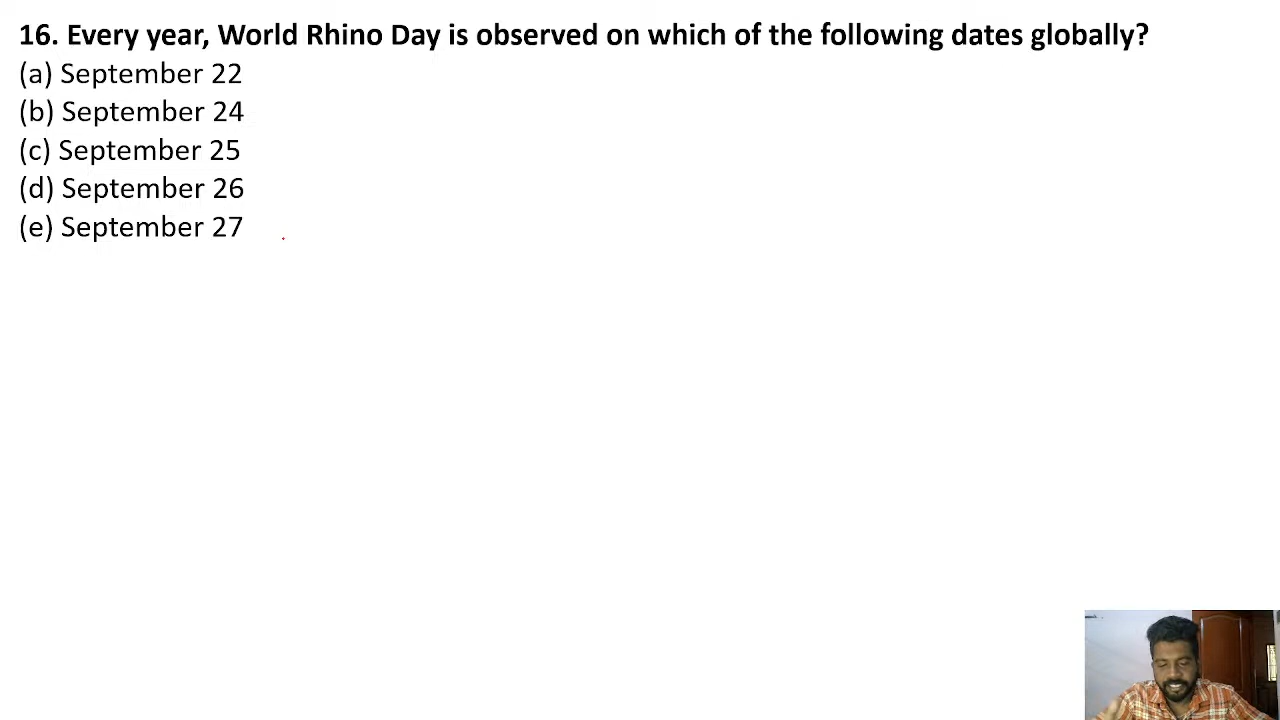 16. Every year, World Rhino Day is observed on which of the following dates globally?
(a) September 22
(b) September 24
(c) September 25
(d) September 26
(e) September 27